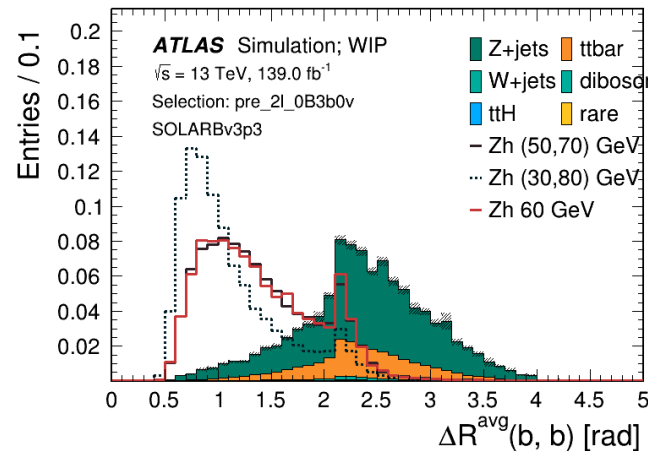 ATLAS Simulation; WIP
√s = 13 TeV, 139.0 fb⁻¹
Selection: pre_2l_0B3b0v
SOLARBv3p3
Z+jets
ttbar
W+jets
diboson
ttH
rare
Zh (50,70) GeV
Zh (30,80) GeV
Zh 60 GeV
Entries / 0.1
0.2
0.18
0.16
0.14
0.12
0.1
0.08
0.06
0.04
0.02
0 0.5 1 1.5 2 2.5 3 3.5 4 4.5 5
ΔR^avg(b, b) [rad]